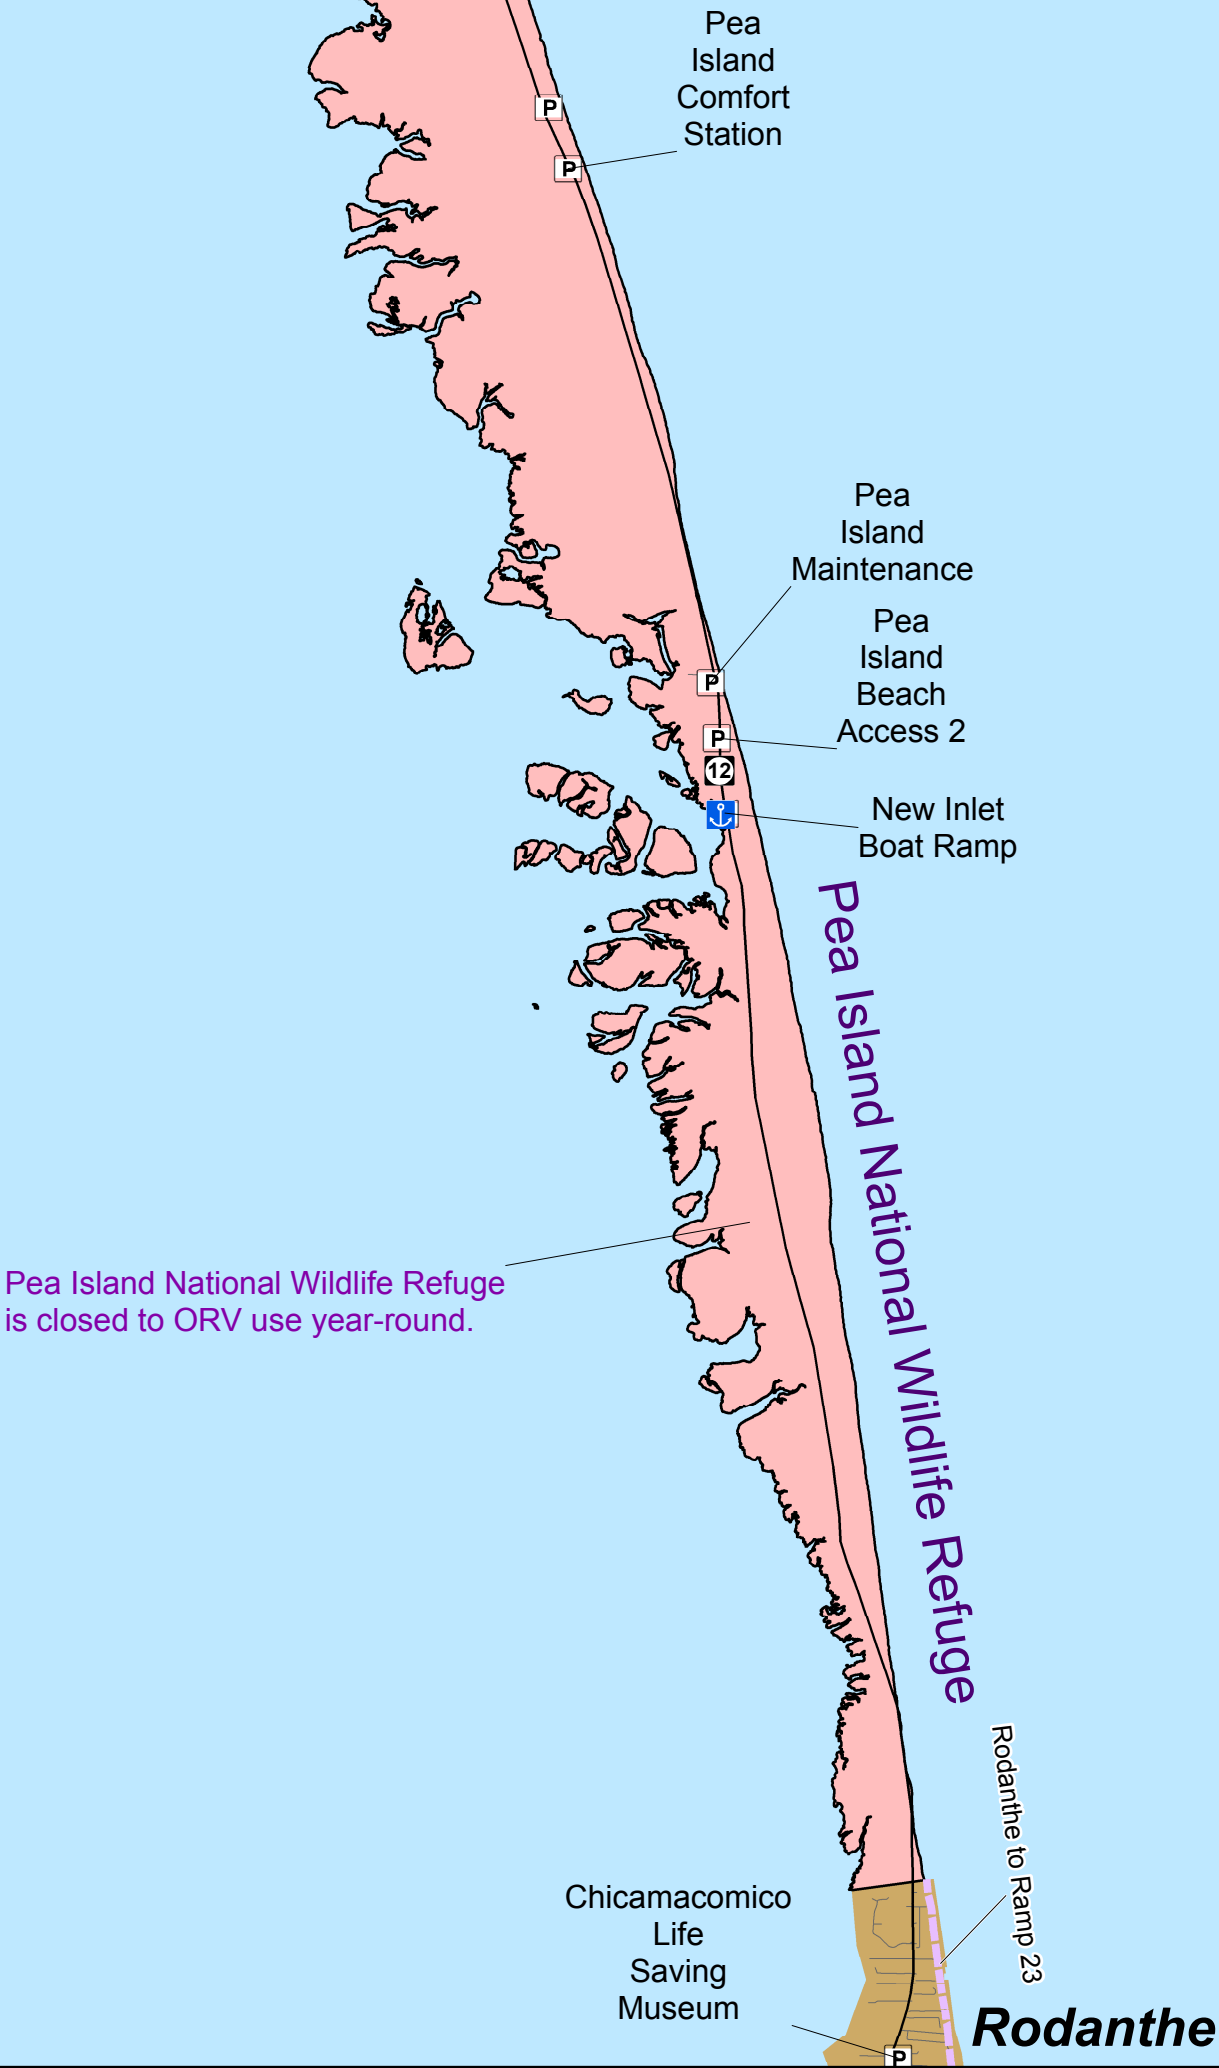 Pea
Island
Comfort
Station
P
P
Pea
Island
Maintenance
P
Pea
Island
Beach
Access 2
P
12
New Inlet
Boat Ramp
Pea Island National Wildlife Refuge
Pea Island National Wildlife Refuge
is closed to ORV use year-round.
Rodanthe to Ramp 23
Chicamacomico
Life
Saving
Museum
Rodanthe
P